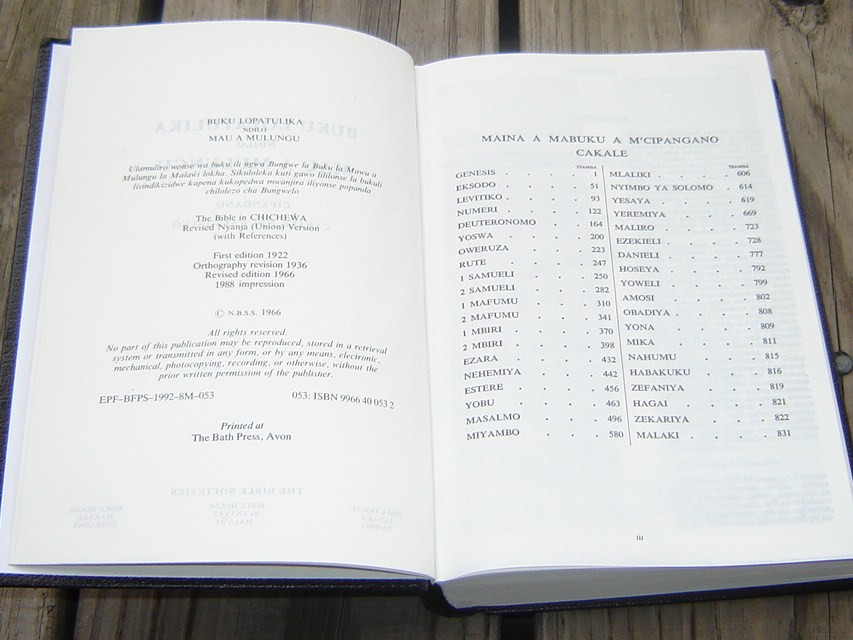 BUKU LOPATULIKA
NDILO
MAU A MULUNGU
Ulamuliro wonse wa buku ili ngwa Bungwe la Buku la Mawu a
Mulungu la Malaŵi lokha. Sikuloleka kuti gawo lililonse la bukuli
lisindikizidwe kapena kukopedwa mwanjira iliyonse popanda
chilolezo cha Bungwelo
The Bible in CHICHEŴA
Revised Nyanja (Union) Version
(with References)
First edition 1922
Orthography revision 1936
Revised edition 1966
1988 impression
© N.B.S.S. 1966
All rights reserved.
No part of this publication may be reproduced, stored in a retrieval
system or transmitted in any form, or by any means, electronic,
mechanical, photocopying, recording, or otherwise, without the
prior written permission of the publisher.
EPF-BFPS-1992-8M-053 053: ISBN 9966 40 053 2
Printed at
The Bath Press, Avon
MAINA A MABUKU A M'CIPANGANO
CAKALE
TSAMBA
GENESIS . . . 1
EKSODO . . . 51
LEVITIKO . . . 93
NUMERI . . . 122
DEUTERONOMO . . . 164
YOSWA . . . 200
OWERUZA . . . 223
RUTE . . . 247
1 SAMUELI . . . 250
2 SAMUELI . . . 282
1 MAFUMU . . . 310
2 MAFUMU . . . 341
1 MBIRI . . . 370
2 MBIRI . . . 398
EZARA . . . 432
NEHEMIYA . . . 442
ESTERE . . . 456
YOBU . . . 463
MASALMO . . . 496
MIYAMBO . . . 580
TSAMBA
MLALIKI . . . 606
NYIMBO YA SOLOMO . 614
YESAYA . . . 619
YEREMIYA . . . 669
MALIRO . . . 723
EZEKIELI . . . 728
DANIELI . . . 777
HOSEYA . . . 792
YOWELI . . . 799
AMOSI . . . 802
OBADIYA . . . 808
YONA . . . 809
MIKA . . . 811
NAHUMU . . . 815
HABAKUKU . . . 816
ZEFANIYA . . . 819
HAGAI . . . 821
ZEKARIYA . . . 822
MALAKI . . . 831
iii